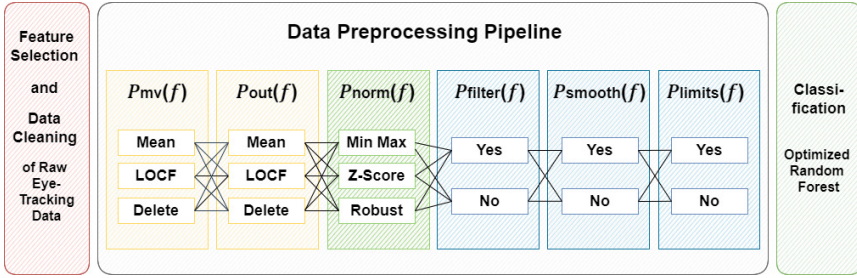 Feature
Selection
and
Data
Cleaning
of Raw
Eye-
Tracking
Data
Data Preprocessing Pipeline
Pmv(f)
Mean
LOCF
Delete
Pout(f)
Mean
LOCF
Delete
Pnorm(f)
Min Max
Z-Score
Robust
Pfilter(f)
Yes
No
Psmooth(f)
Yes
No
Plimits(f)
Yes
No
Classi-
fication
Optimized
Random
Forest